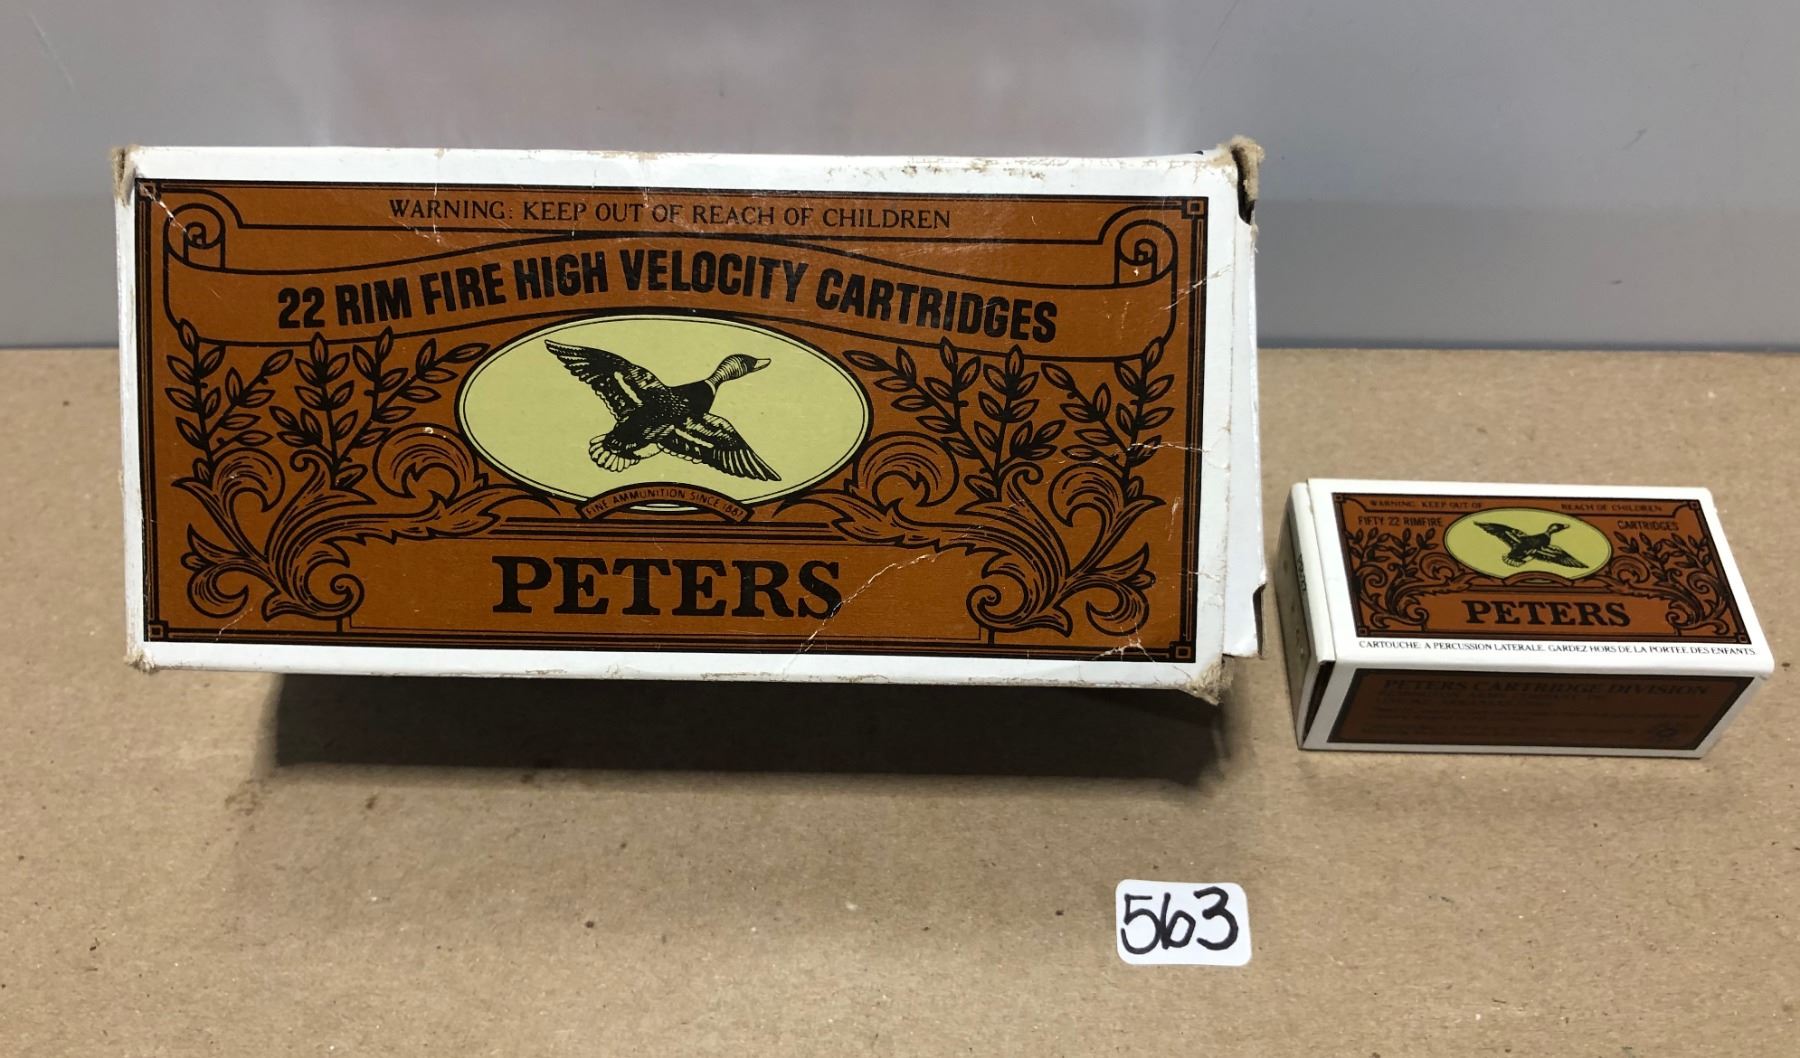 WARNING: KEEP OUT OF REACH OF CHILDREN
22 RIM FIRE HIGH VELOCITY CARTRIDGES
FINE AMMUNITION SINCE 1887
PETERS
WARNING: KEEP OUT OF REACH OF CHILDREN
FIFTY 22 RIMFIRE CARTRIDGES
PETERS
CARTOUCHE A PERCUSSION LATERALE. GARDEZ HORS DE LA PORTEE DES ENFANTS
PETERS CARTRIDGE DIVISION
563